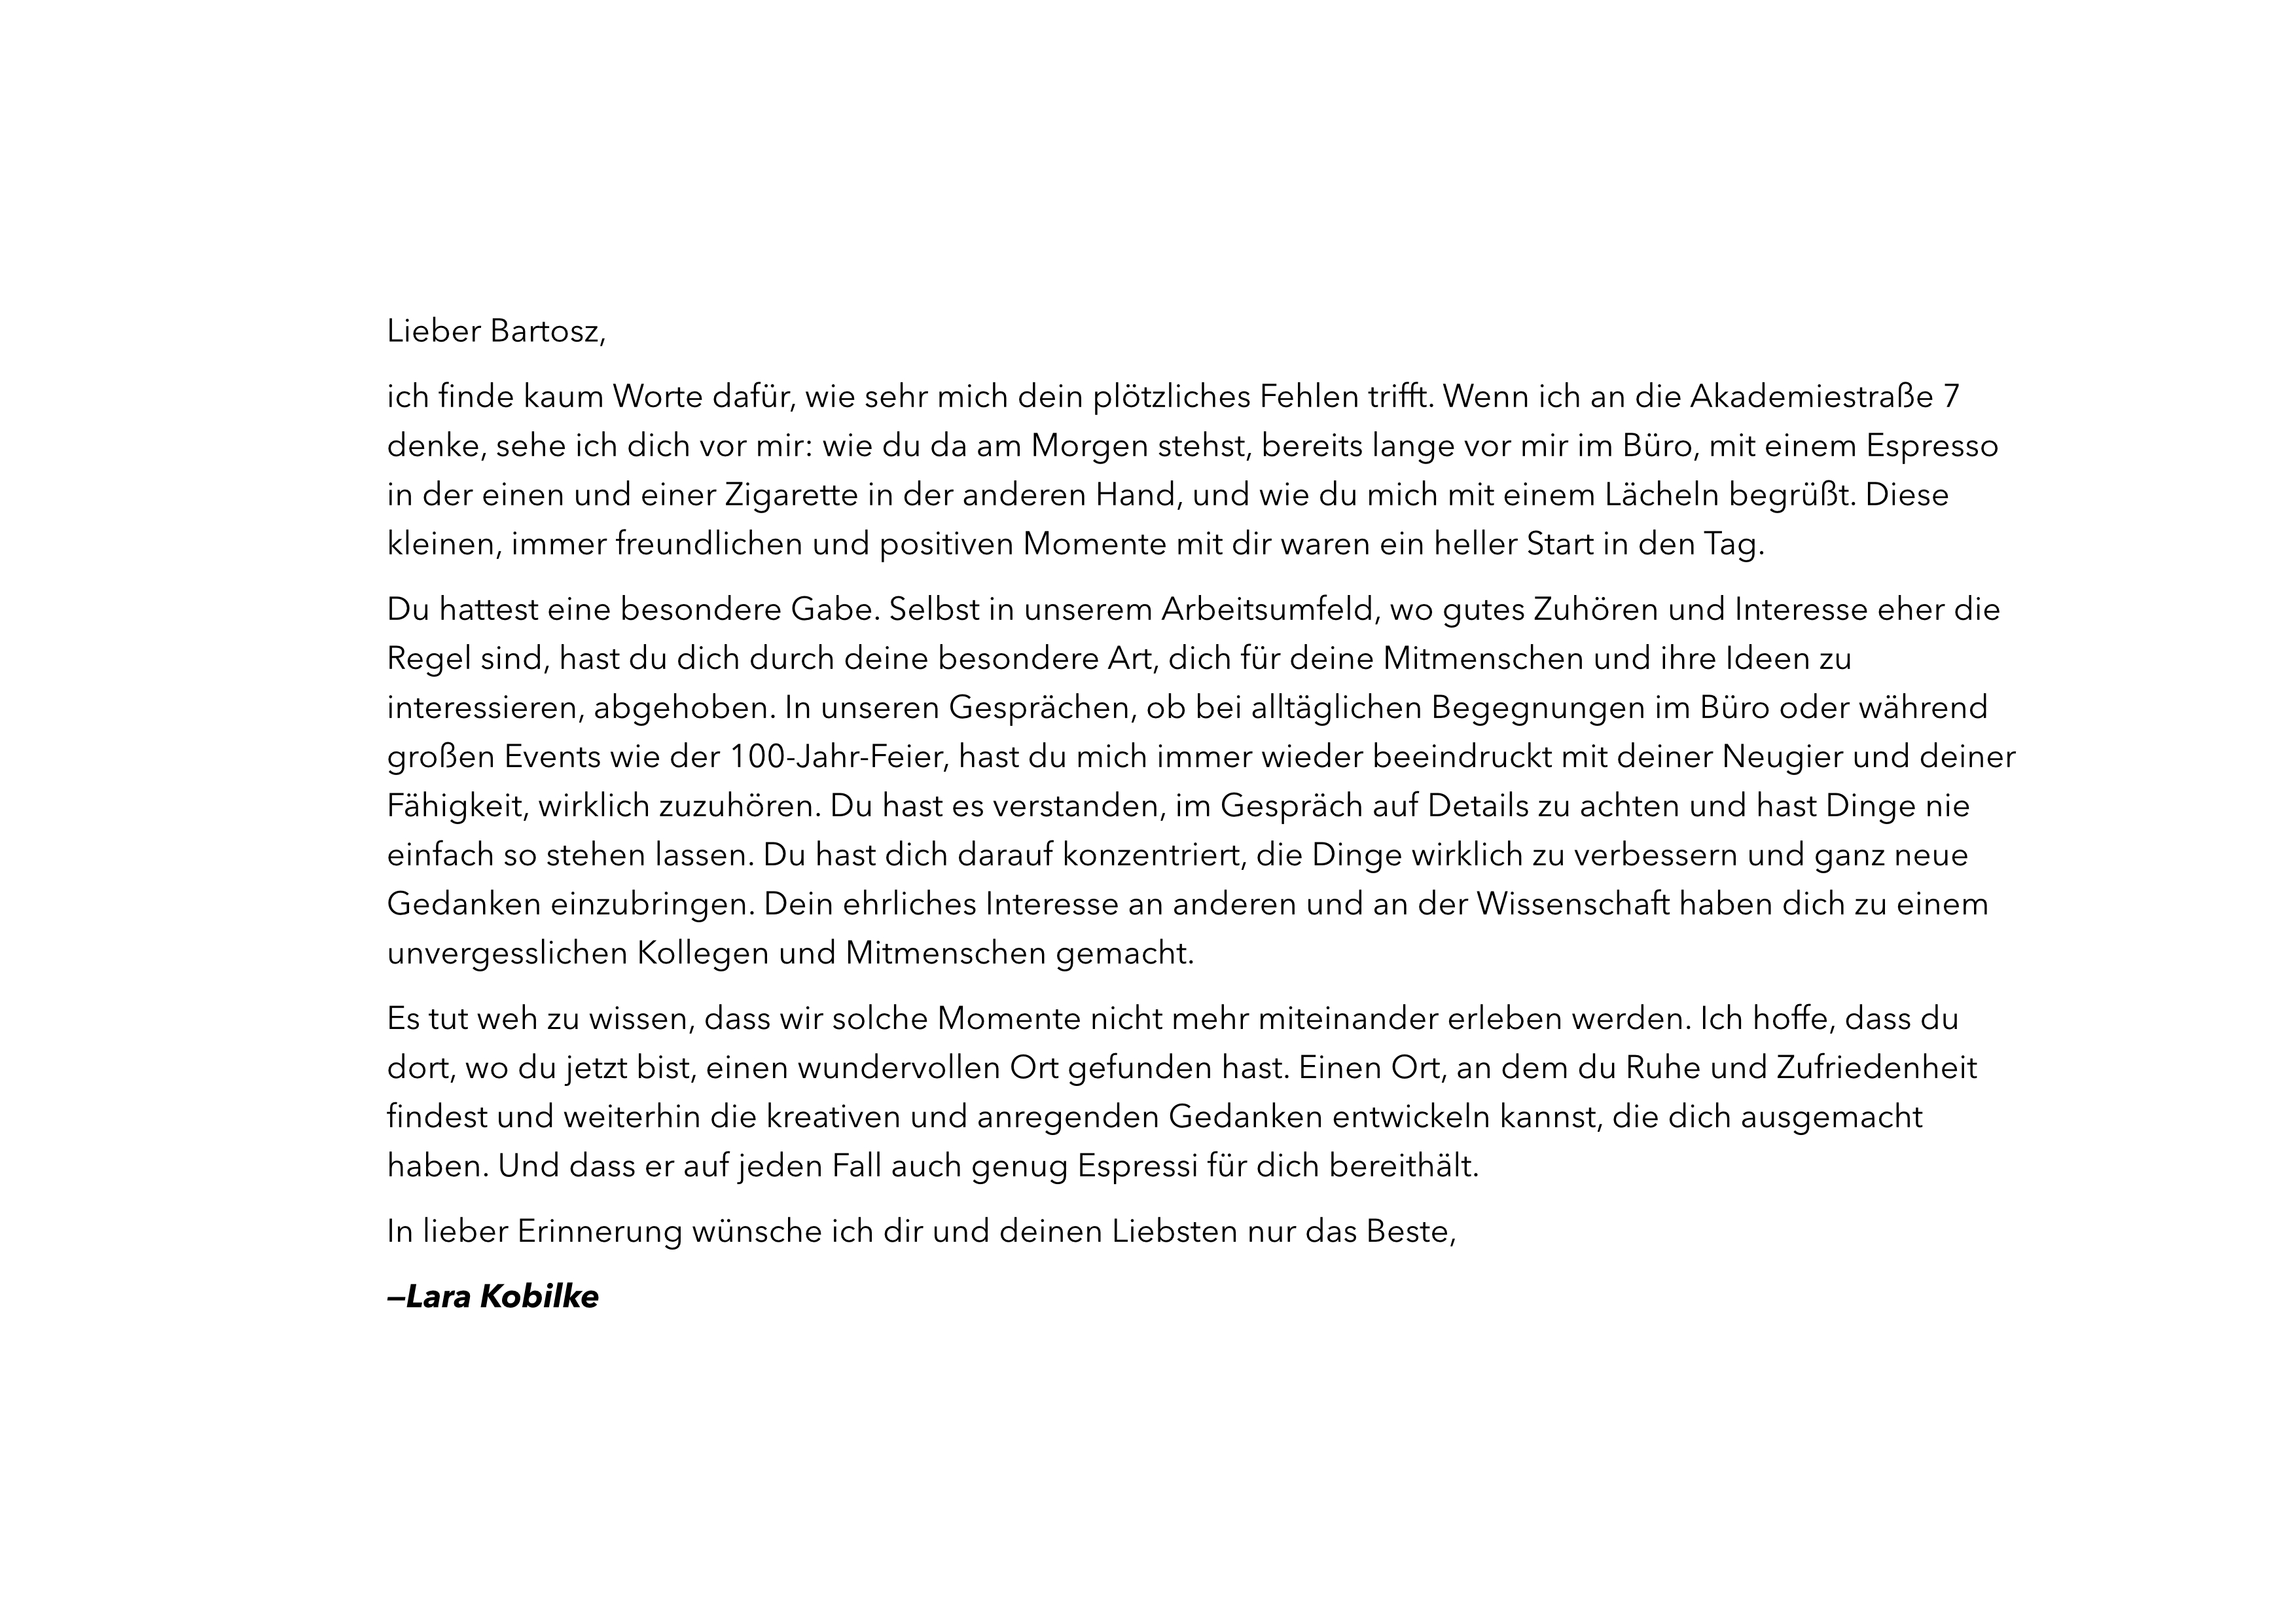 Lieber Bartosz,
ich finde kaum Worte dafür, wie sehr mich dein plötzliches Fehlen trifft. Wenn ich an die Akademiestraße 7
denke, sehe ich dich vor mir: wie du da am Morgen stehst, bereits lange vor mir im Büro, mit einem Espresso
in der einen und einer Zigarette in der anderen Hand, und wie du mich mit einem Lächeln begrüßt. Diese
kleinen, immer freundlichen und positiven Momente mit dir waren ein heller Start in den Tag.
Du hattest eine besondere Gabe. Selbst in unserem Arbeitsumfeld, wo gutes Zuhören und Interesse eher die
Regel sind, hast du dich durch deine besondere Art, dich für deine Mitmenschen und ihre Ideen zu
interessieren, abgehoben. In unseren Gesprächen, ob bei alltäglichen Begegnungen im Büro oder während
großen Events wie der 100-Jahr-Feier, hast du mich immer wieder beeindruckt mit deiner Neugier und deiner
Fähigkeit, wirklich zuzuhören. Du hast es verstanden, im Gespräch auf Details zu achten und hast Dinge nie
einfach so stehen lassen. Du hast dich darauf konzentriert, die Dinge wirklich zu verbessern und ganz neue
Gedanken einzubringen. Dein ehrliches Interesse an anderen und an der Wissenschaft haben dich zu einem
unvergesslichen Kollegen und Mitmenschen gemacht.
Es tut weh zu wissen, dass wir solche Momente nicht mehr miteinander erleben werden. Ich hoffe, dass du
dort, wo du jetzt bist, einen wundervollen Ort gefunden hast. Einen Ort, an dem du Ruhe und Zufriedenheit
findest und weiterhin die kreativen und anregenden Gedanken entwickeln kannst, die dich ausgemacht
haben. Und dass er auf jeden Fall auch genug Espressi für dich bereithält.
In lieber Erinnerung wünsche ich dir und deinen Liebsten nur das Beste,
—Lara Kobilke